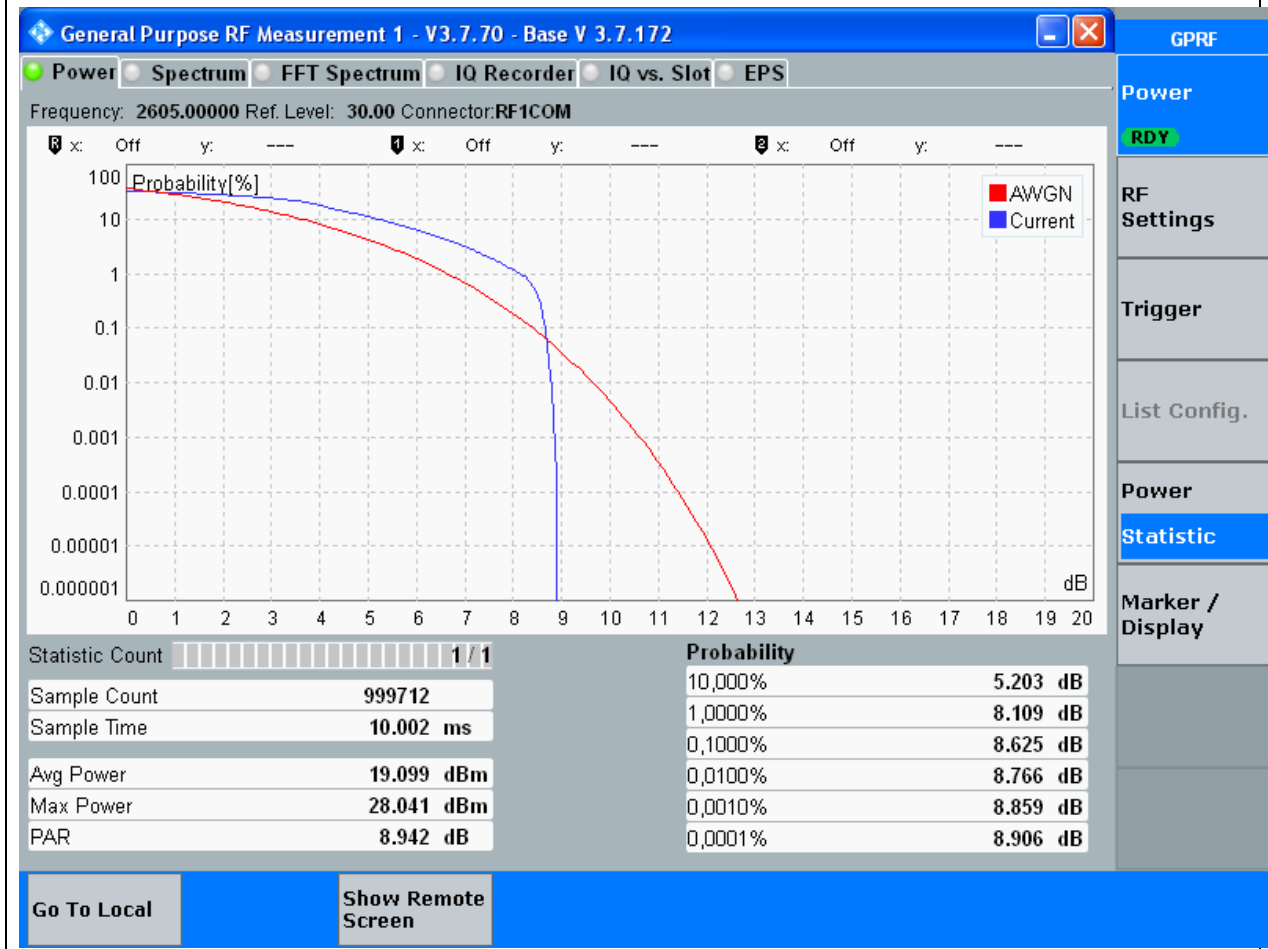 General Purpose RF Measurement 1 - V3.7.70 - Base V 3.7.172
GPRF
Power Spectrum FFT Spectrum IQ Recorder IQ vs. Slot EPS
Power
RDY
Frequency: 2605.00000 Ref. Level: 30.00 Connector:RF1COM
R x: Off y: --- 1 x: Off y: --- 2 x: Off y: ---
Probability[%]
AWGN
Current
100
10
1
0.1
0.01
0.001
0.0001
0.00001
0.000001
dB
0 1 2 3 4 5 6 7 8 9 10 11 12 13 14 15 16 17 18 19 20
RF Settings
Trigger
List Config.
Power
Statistic
Marker / Display
Statistic Count 1 / 1
Sample Count 999712
Sample Time 10.002 ms
Avg Power 19.099 dBm
Max Power 28.041 dBm
PAR 8.942 dB
Probability
10,000% 5.203 dB
1,0000% 8.109 dB
0,1000% 8.625 dB
0,0100% 8.766 dB
0,0010% 8.859 dB
0,0001% 8.906 dB
Go To Local
Show Remote Screen